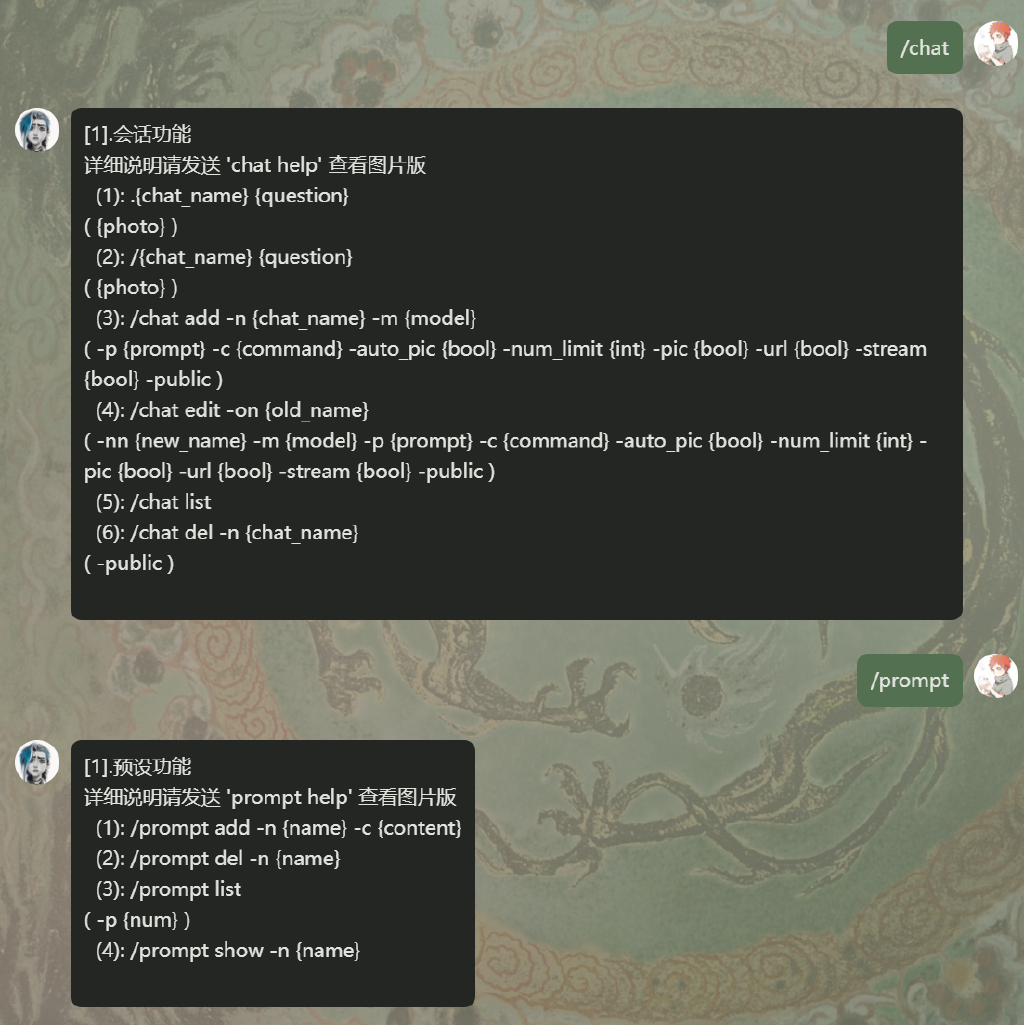 /chat
[1].会话功能
详细说明请发送 'chat help' 查看图片版
(1): .{chat_name} {question}
( {photo} )
(2): /{chat_name} {question}
( {photo} )
(3): /chat add -n {chat_name} -m {model}
( -p {prompt} -c {command} -auto_pic {bool} -num_limit {int} -pic {bool} -url {bool} -stream
{bool} -public )
(4): /chat edit -on {old_name}
( -nn {new_name} -m {model} -p {prompt} -c {command} -auto_pic {bool} -num_limit {int} -
pic {bool} -url {bool} -stream {bool} -public )
(5): /chat list
(6): /chat del -n {chat_name}
( -public )
/prompt
[1].预设功能
详细说明请发送 'prompt help' 查看图片版
(1): /prompt add -n {name} -c {content}
(2): /prompt del -n {name}
(3): /prompt list
( -p {num} )
(4): /prompt show -n {name}